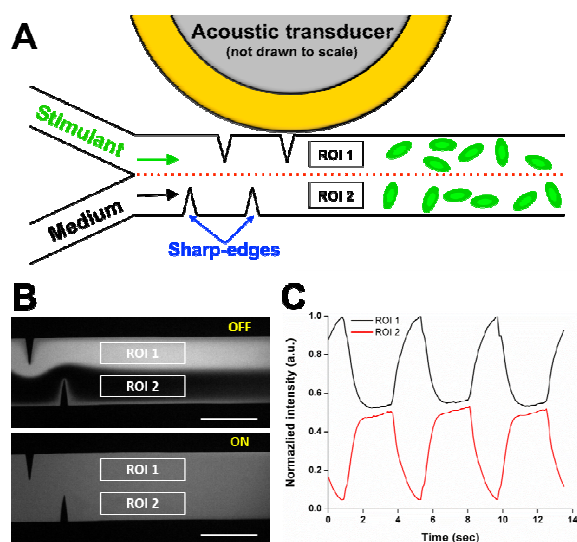 A
Acoustic transducer
(not drawn to scale)
Stimulant
Medium
ROI 1
ROI 2
Sharp-edges
B
OFF
ROI 1
ROI 2
ON
ROI 1
ROI 2
C
ROI 1
ROI 2
Normazlied intensity (a.u.)
1.0
0.8
0.6
0.4
0.2
0.0
0 2 4 6 8 10 12 14
Time (sec)